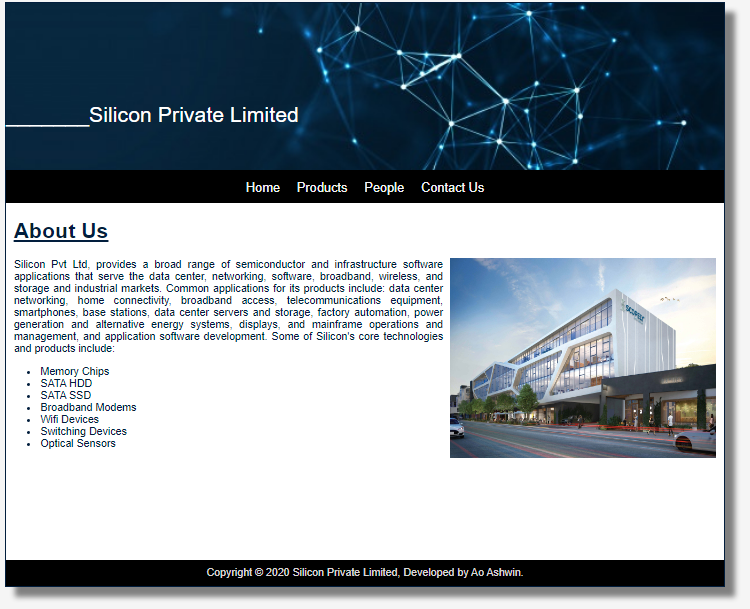 ________Silicon Private Limited
Home Products People Contact Us
About Us
Silicon Pvt Ltd, provides a broad range of semiconductor and infrastructure software
applications that serve the data center, networking, software, broadband, wireless, and
storage and industrial markets. Common applications for its products include: data center
networking, home connectivity, broadband access, telecommunications equipment,
smartphones, base stations, data center servers and storage, factory automation, power
generation and alternative energy systems, displays, and mainframe operations and
management, and application software development. Some of Silicon's core technologies
and products include:
SCOPELY
• Memory Chips
• SATA HDD
• SATA SSD
• Broadband Modems
• Wifi Devices
• Switching Devices
• Optical Sensors
Copyright © 2020 Silicon Private Limited, Developed by Ao Ashwin.